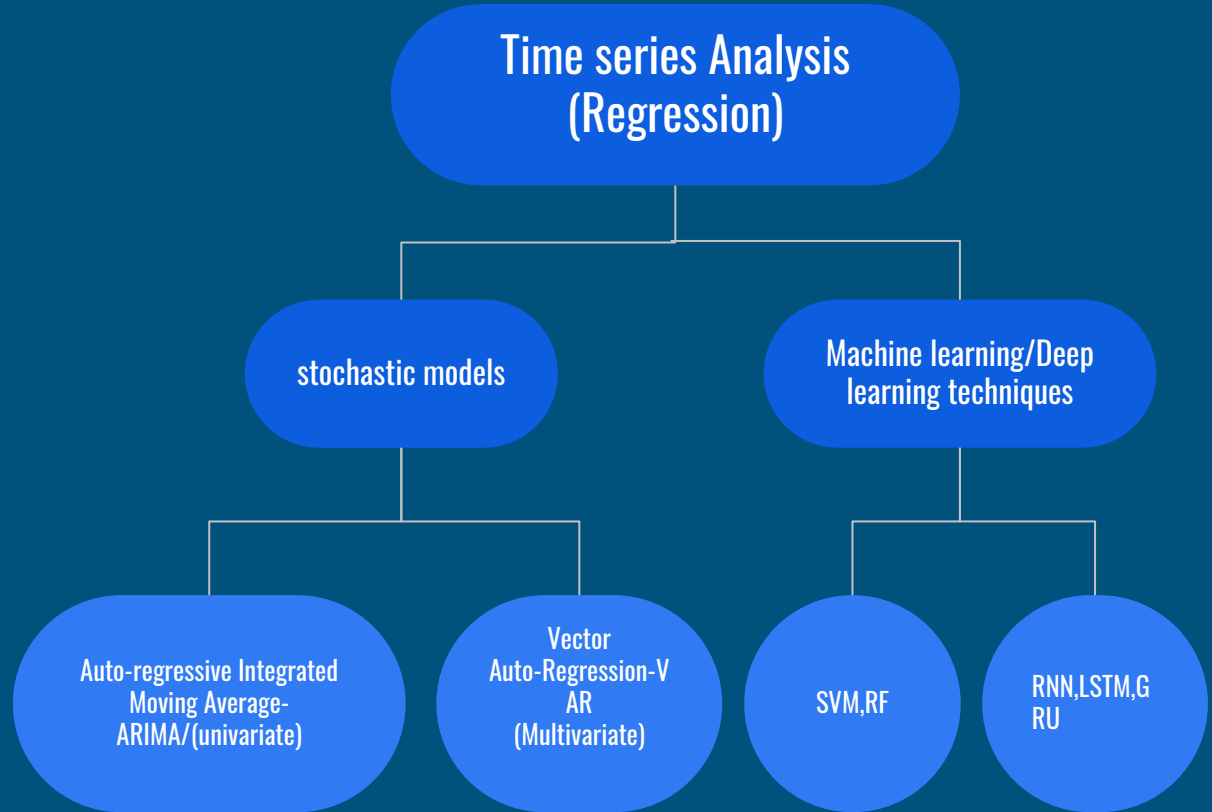 Time series Analysis
(Regression)
stochastic models
Machine learning/Deep
learning techniques
Auto-regressive Integrated
Moving Average-
ARIMA/(univariate)
Vector
Auto-Regression-V
AR
(Multivariate)
SVM,RF
RNN,LSTM,G
RU